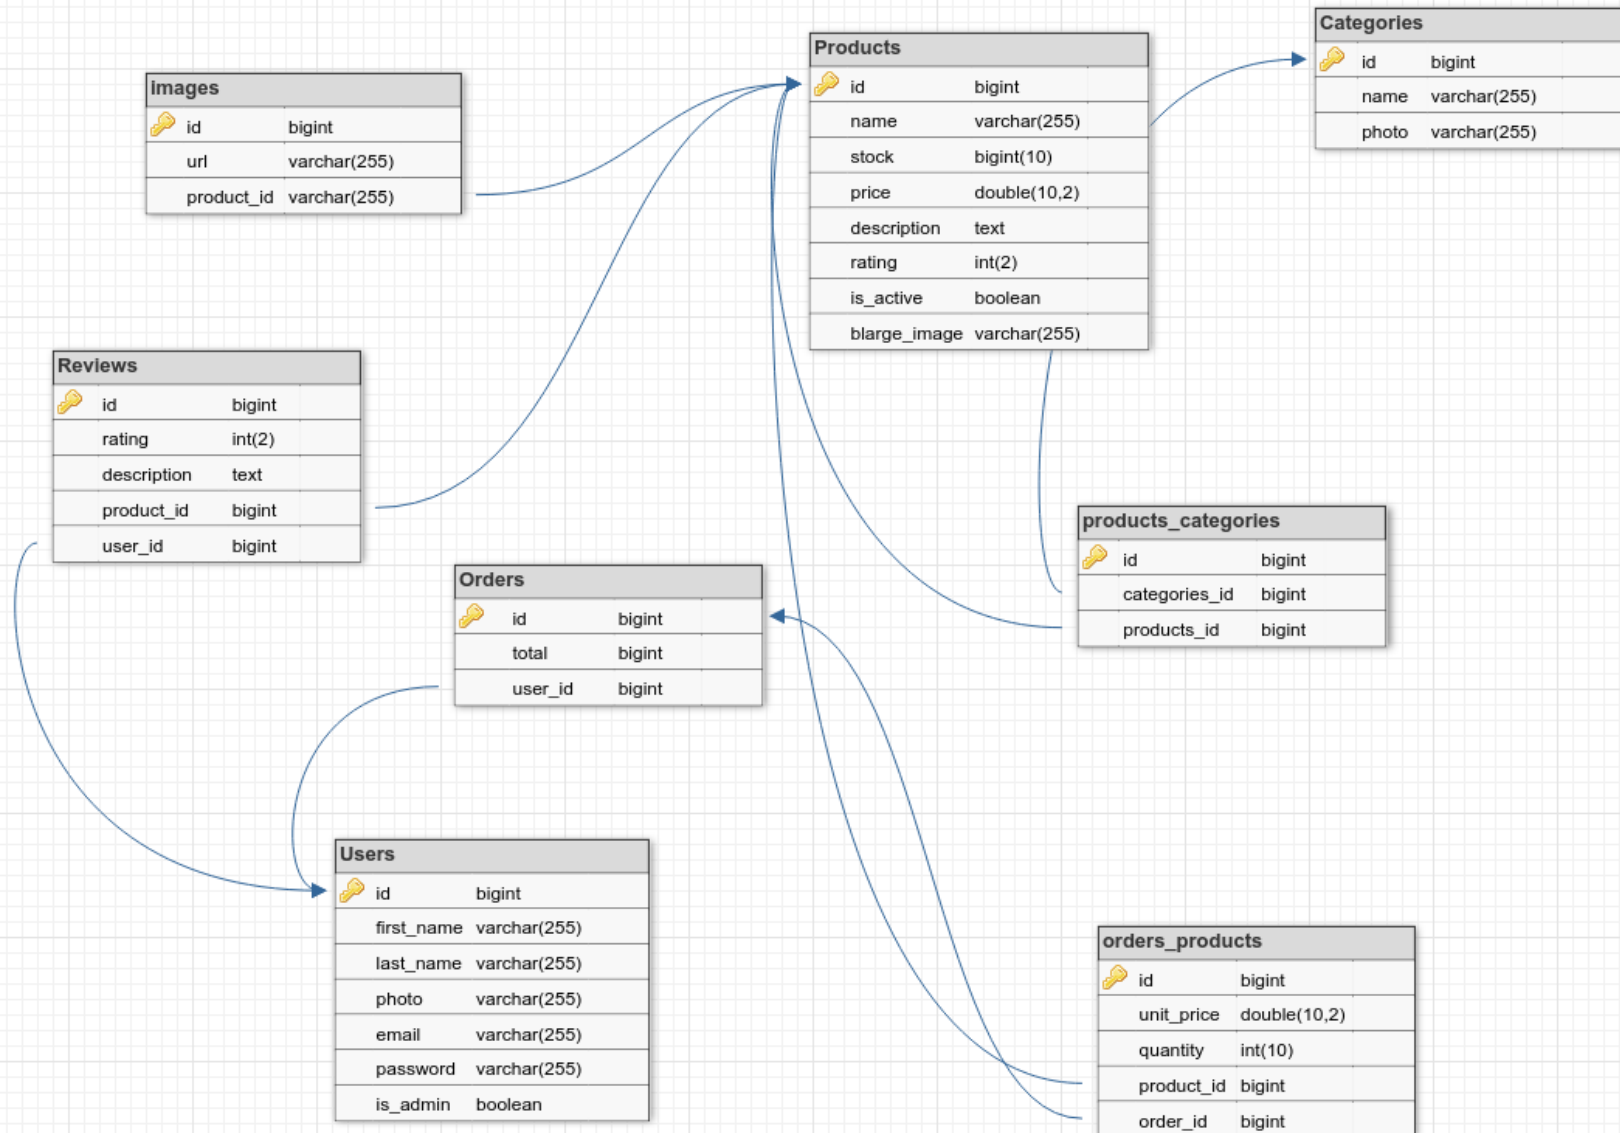 Images
id bigint
url varchar(255)
product_id varchar(255)
Products
id bigint
name varchar(255)
stock bigint(10)
price double(10,2)
description text
rating int(2)
is_active boolean
blarge_image varchar(255)
Categories
id bigint
name varchar(255)
photo varchar(255)
Reviews
id bigint
rating int(2)
description text
product_id bigint
user_id bigint
Orders
id bigint
total bigint
user_id bigint
products_categories
id bigint
categories_id bigint
products_id bigint
Users
id bigint
first_name varchar(255)
last_name varchar(255)
photo varchar(255)
email varchar(255)
password varchar(255)
is_admin boolean
orders_products
id bigint
unit_price double(10,2)
quantity int(10)
product_id bigint
order_id bigint